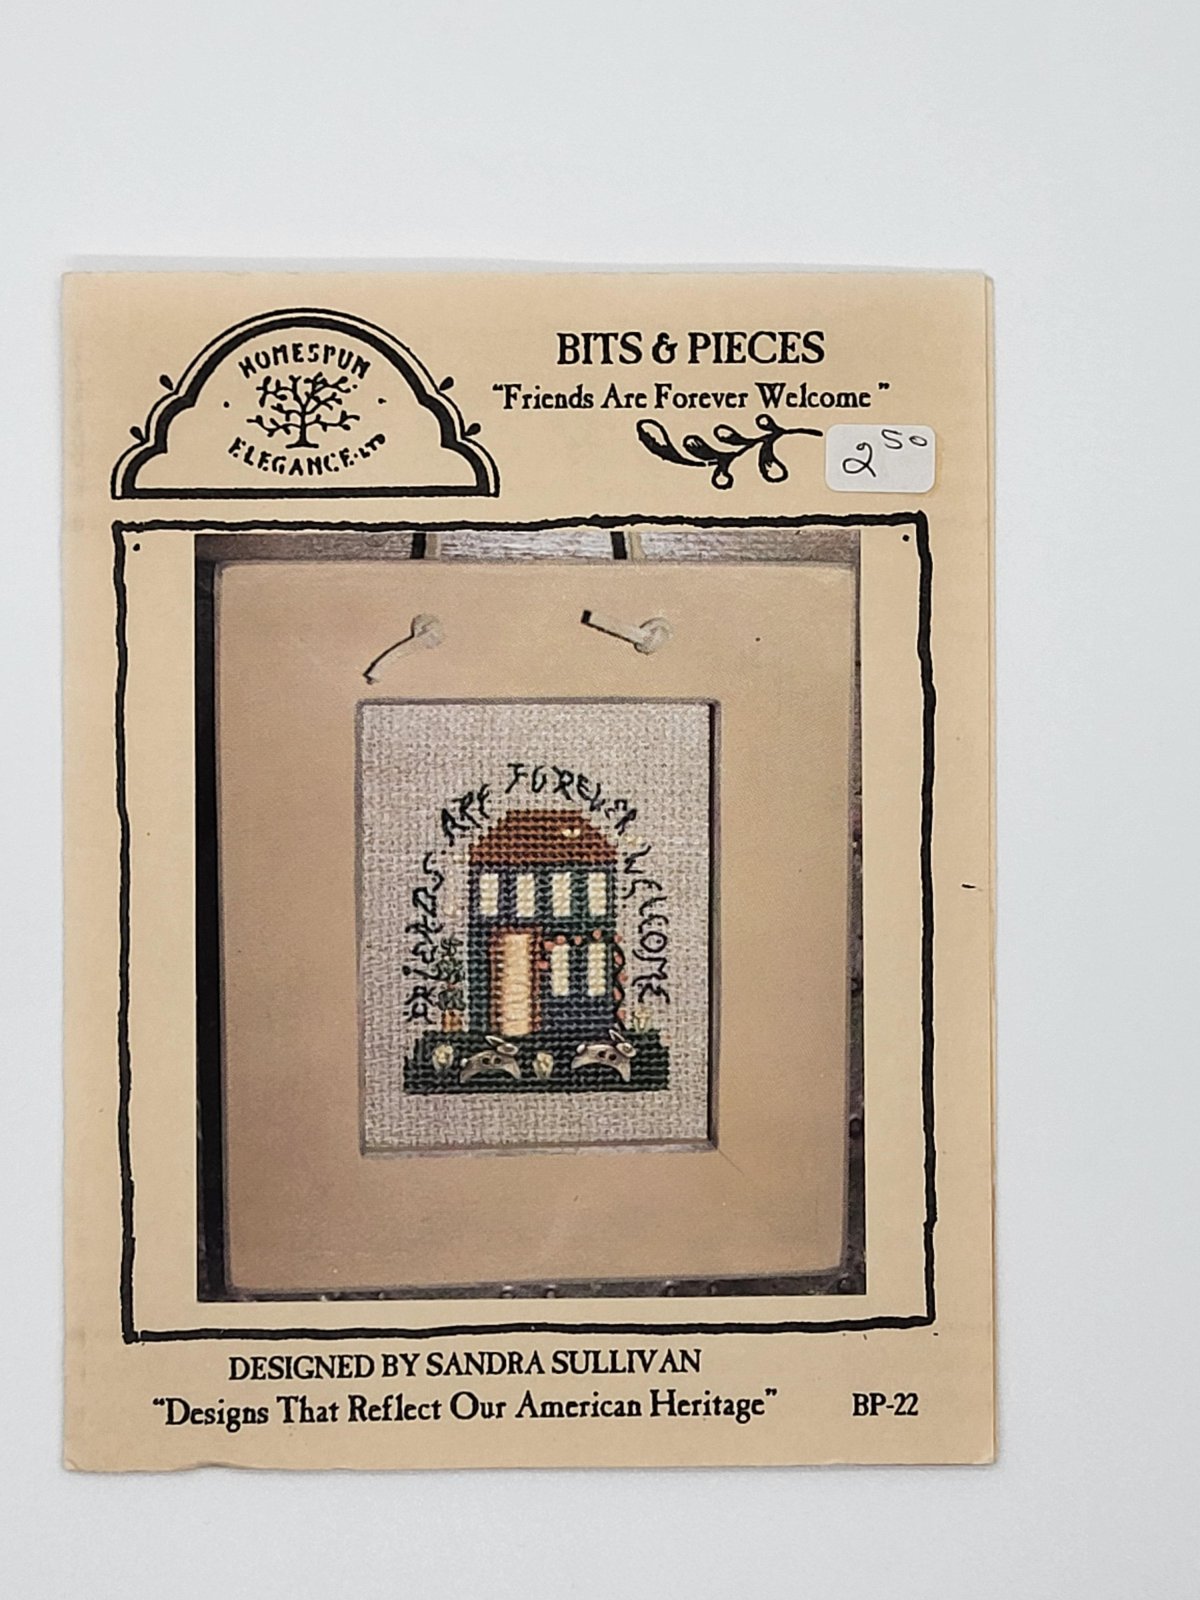 HOMESPUN
ELEGANCE·LTD
BITS & PIECES
"Friends Are Forever Welcome"
2 50
FRIENDS · ARE FOREVER WELCOME
DESIGNED BY SANDRA SULLIVAN
"Designs That Reflect Our American Heritage"
BP-22